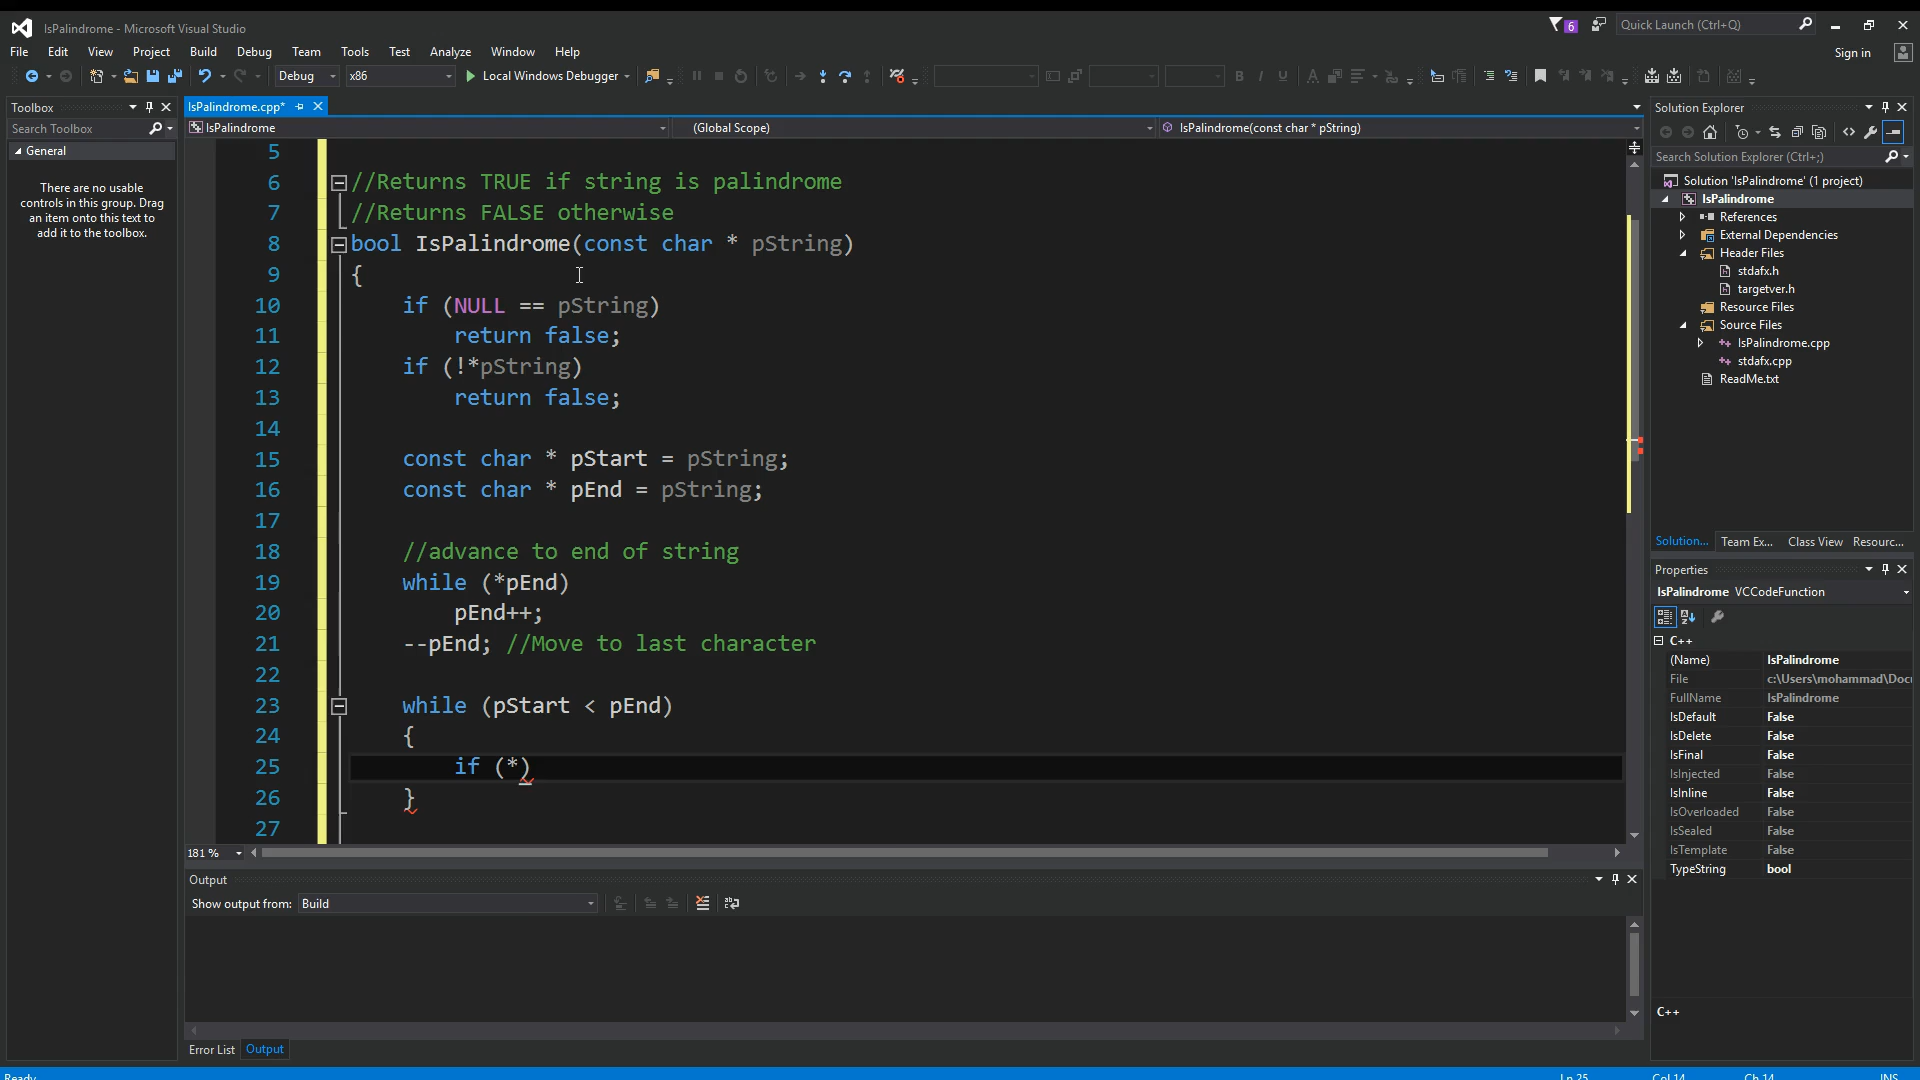 IsPalindrome - Microsoft Visual Studio
6
Quick Launch (Ctrl+Q)
File Edit View Project Build Debug Team Tools Test Analyze Window Help
Sign in
Debug x86 Local Windows Debugger
Toolbox
Search Toolbox
General
There are no usable
controls in this group. Drag
an item onto this text to
add it to the toolbox.
IsPalindrome.cpp*
IsPalindrome (Global Scope) IsPalindrome(const char * pString)
5
6 //Returns TRUE if string is palindrome
7 //Returns FALSE otherwise
8 bool IsPalindrome(const char * pString)
9 {
10 if (NULL == pString)
11 return false;
12 if (!*pString)
13 return false;
14
15 const char * pStart = pString;
16 const char * pEnd = pString;
17
18 //advance to end of string
19 while (*pEnd)
20 pEnd++;
21 --pEnd; //Move to last character
22
23 while (pStart < pEnd)
24 {
25 if (*)
26 }
27
181 %
Output
Show output from: Build
Error List Output
Solution Explorer
Search Solution Explorer (Ctrl+;)
Solution 'IsPalindrome' (1 project)
IsPalindrome
References
External Dependencies
Header Files
stdafx.h
targetver.h
Resource Files
Source Files
IsPalindrome.cpp
stdafx.cpp
ReadMe.txt
Solution... Team Ex... Class View Resourc...
Properties
IsPalindrome VCCodeFunction
C++
(Name) IsPalindrome
File c:\Users\mohammad\Docu
FullName IsPalindrome
IsDefault False
IsDelete False
IsFinal False
IsInjected False
IsInline False
IsOverloaded False
IsSealed False
IsTemplate False
TypeString bool
C++
Ready Ln 25 Col 14 Ch 14 INS